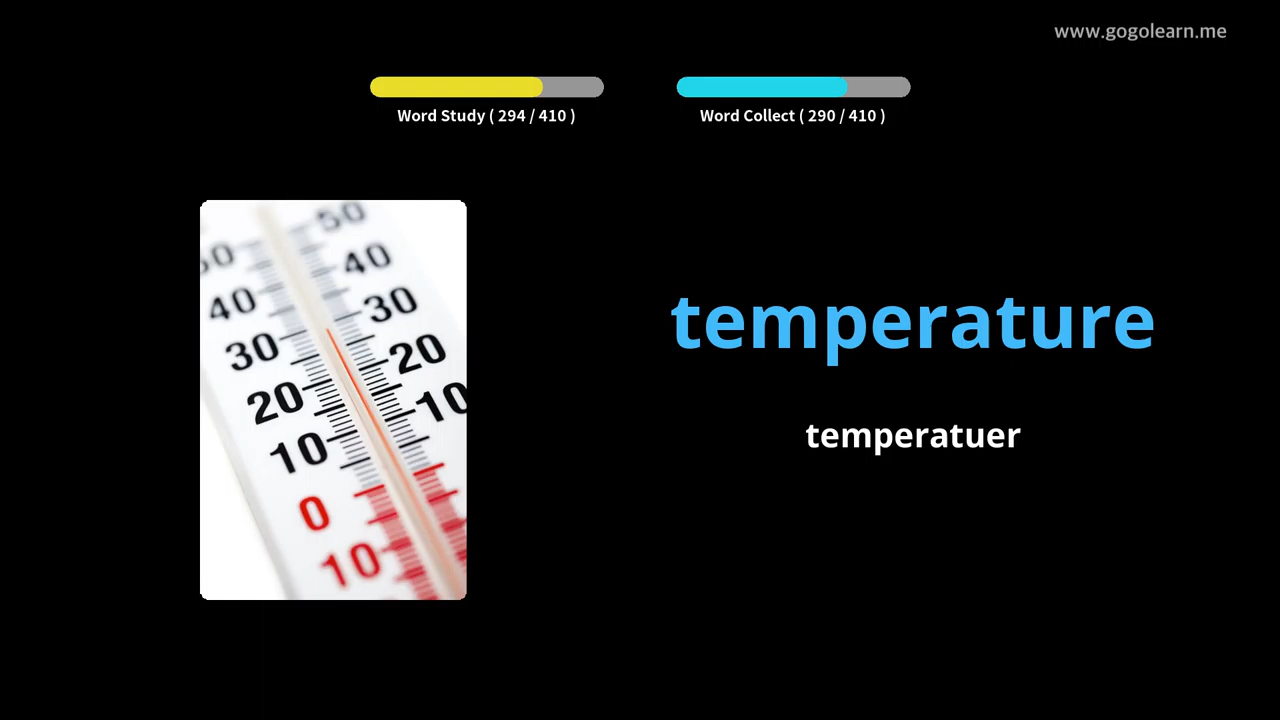 www.gogolearn.me
Word Study ( 294 / 410 )
Word Collect ( 290 / 410 )
temperature
temperatuer
50
50
40
40
30
30
20
20
10
10
0
10